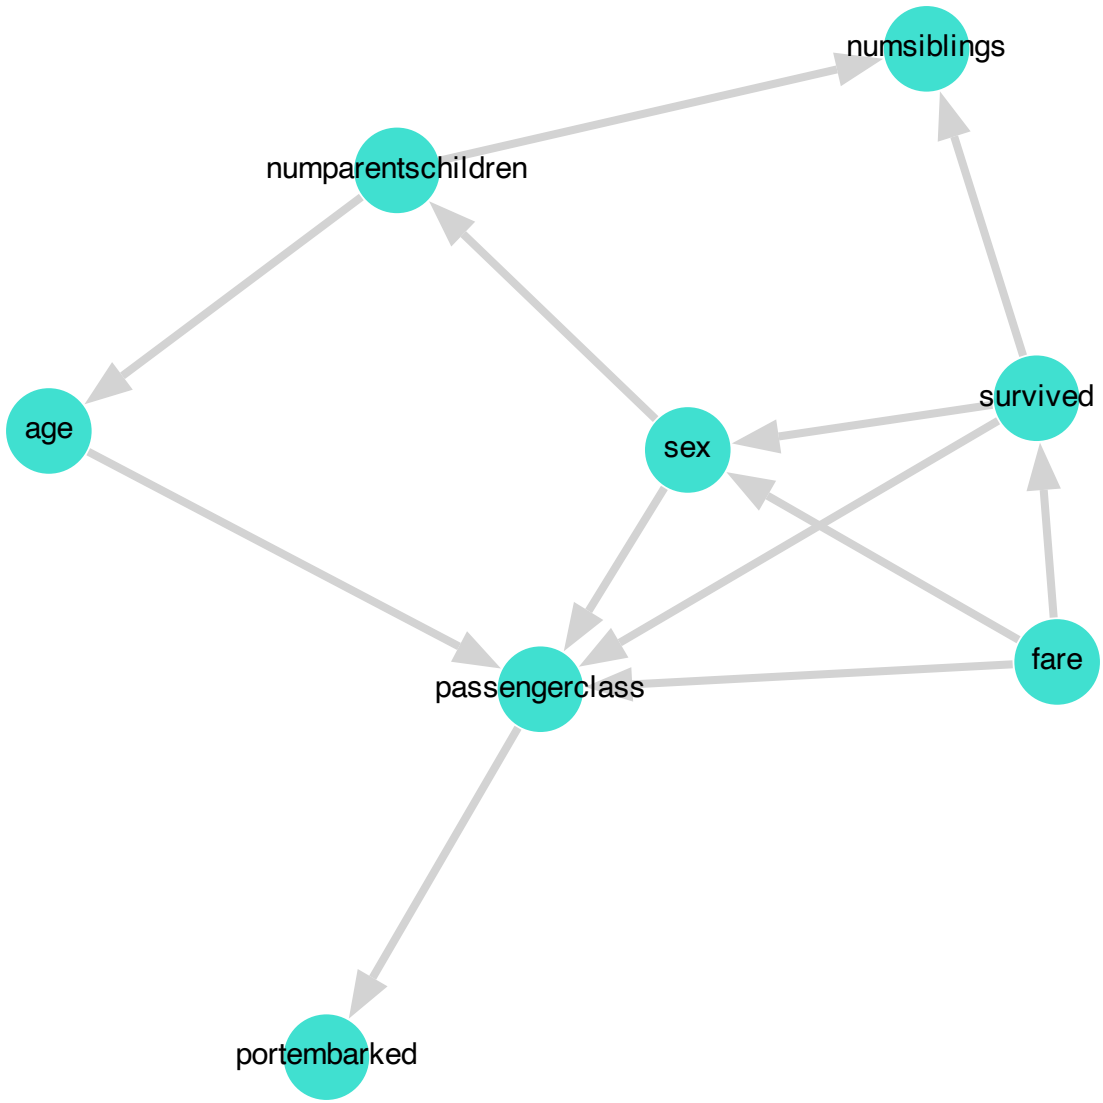 numsiblings
numparentschildren
survived
age
sex
fare
passengerclass
portembarked